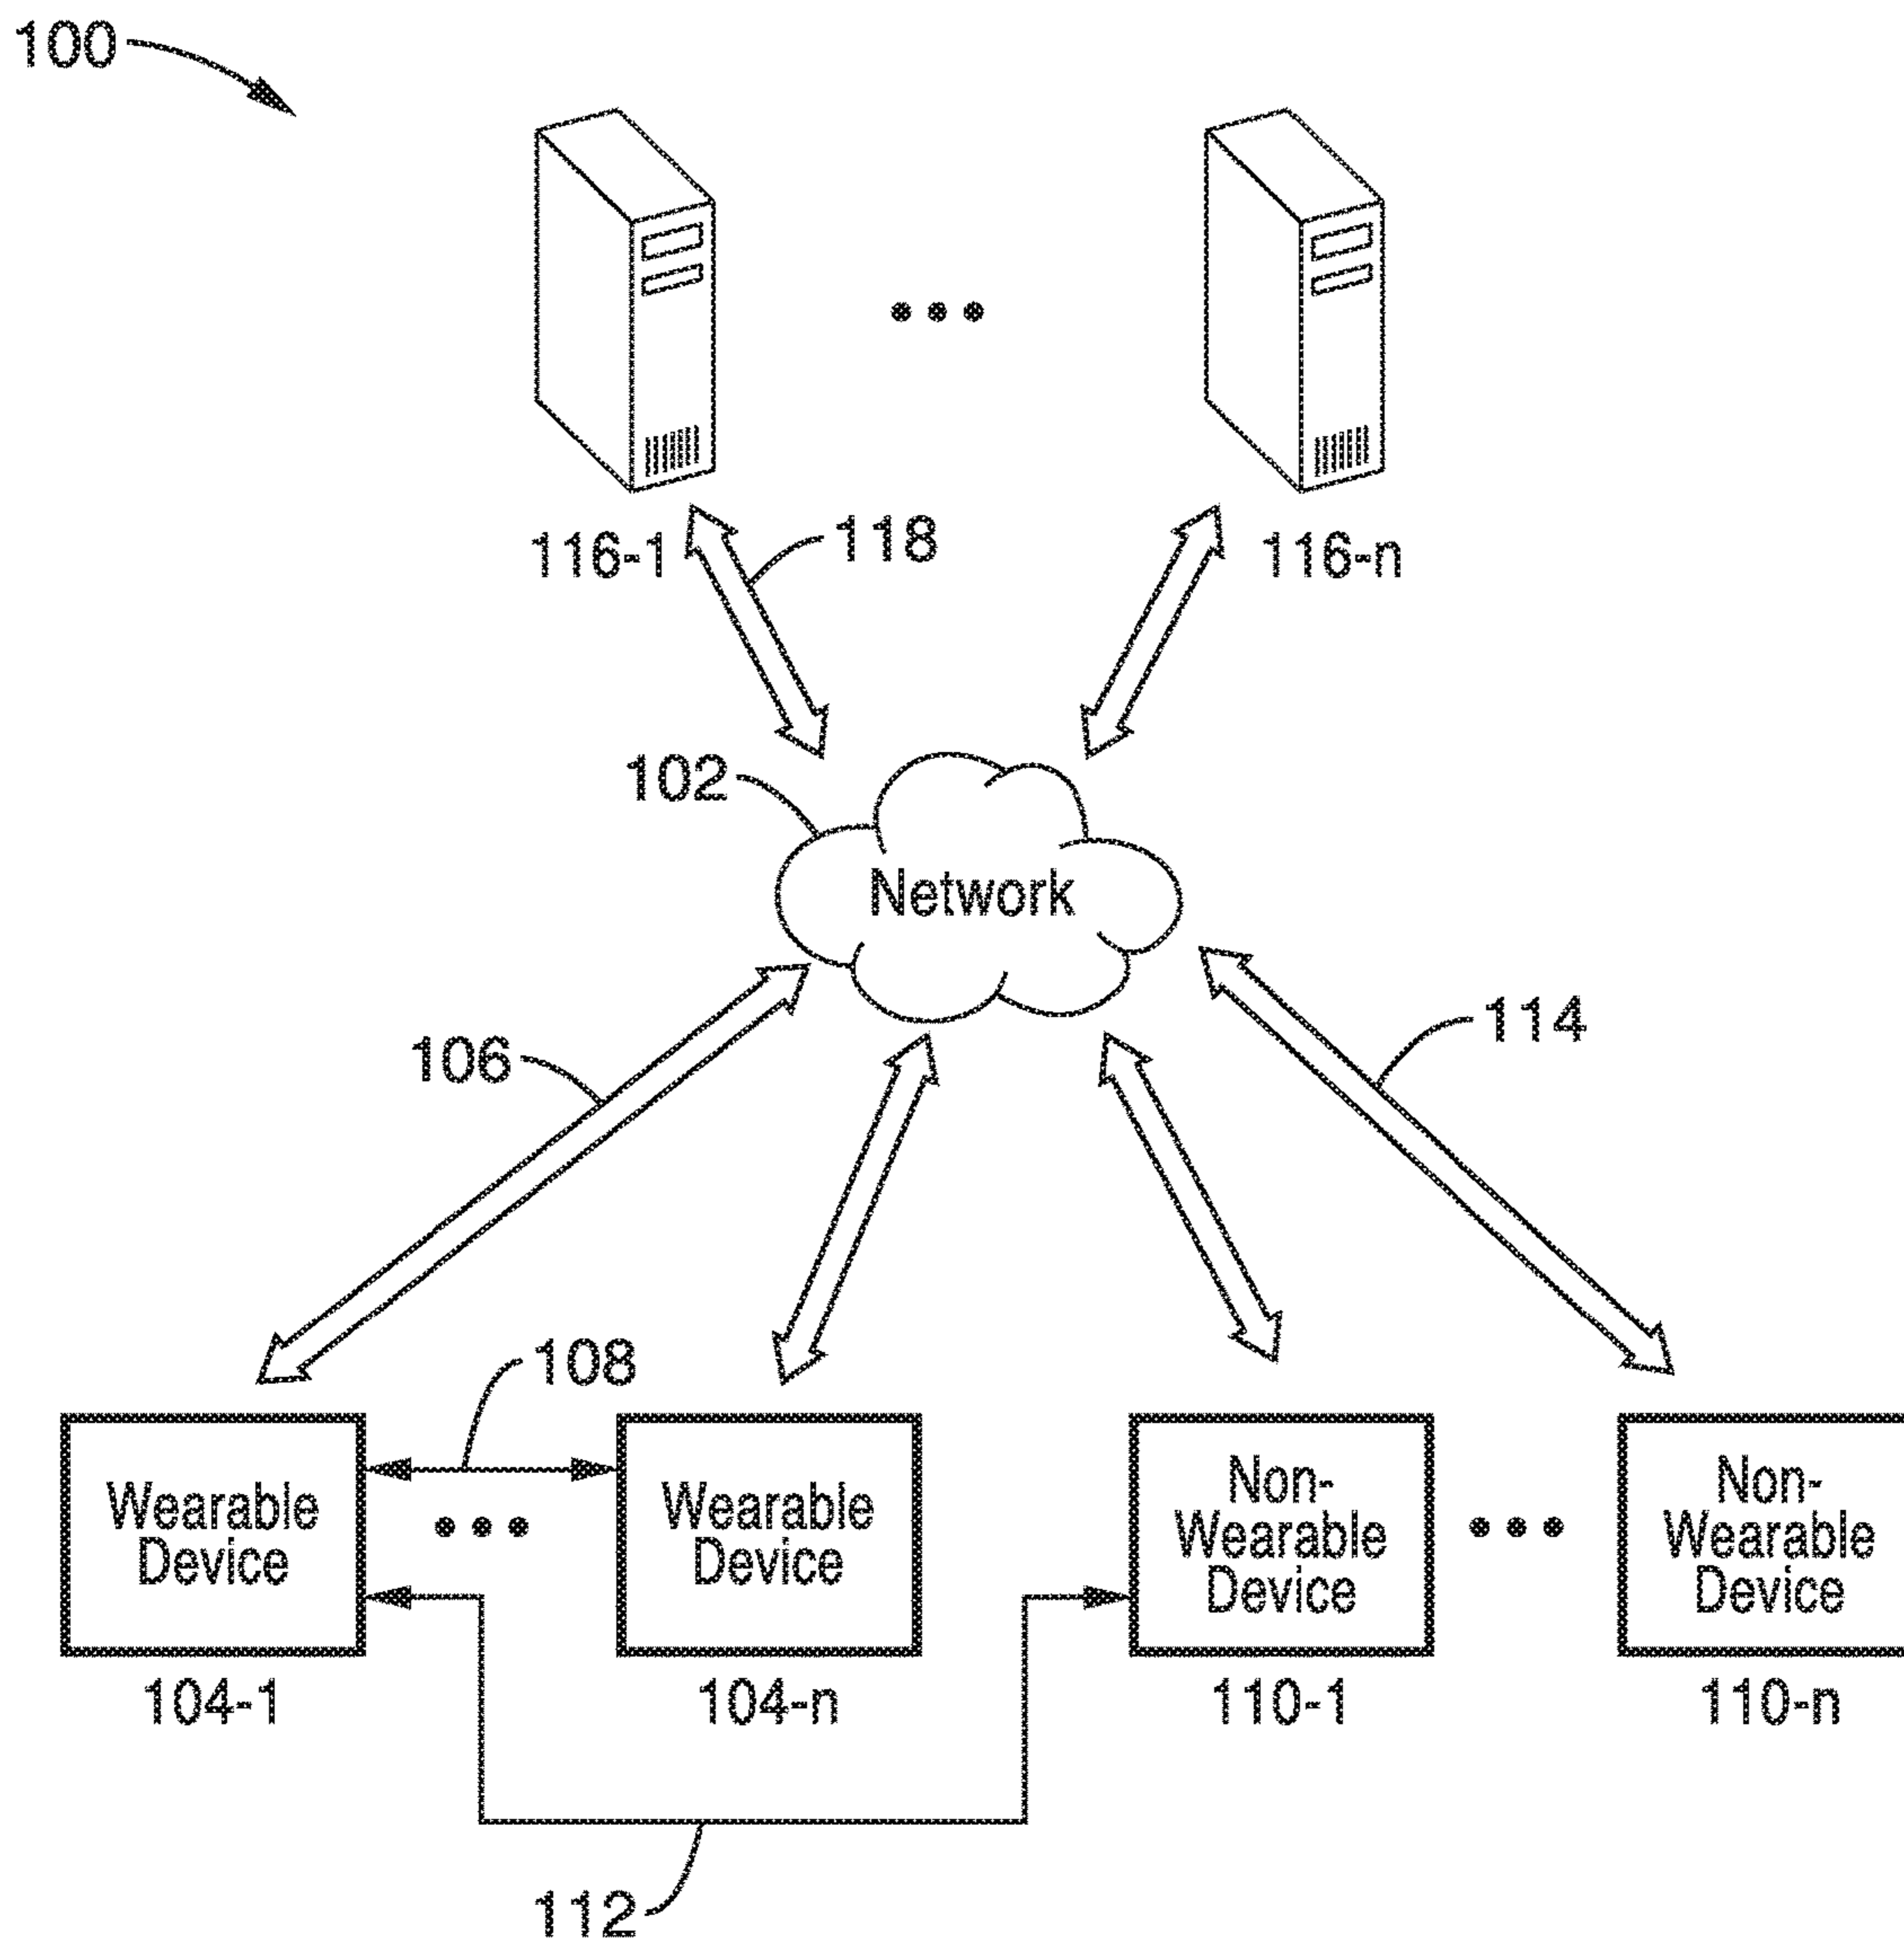 100
116-1
118
116-n
102
Network
106
114
108
Wearable
Device
Wearable
Device
Non-
Wearable
Device
Non-
Wearable
Device
104-1
104-n
110-1
110-n
112